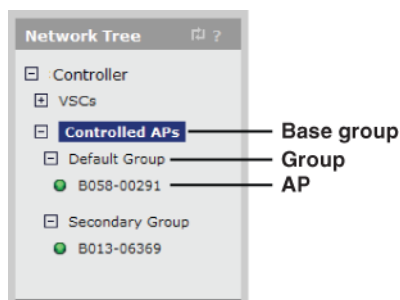 Network Tree ?
Controller
VSCs
Controlled APs Base group
Default Group Group
B058-00291 AP
Secondary Group
B013-06369